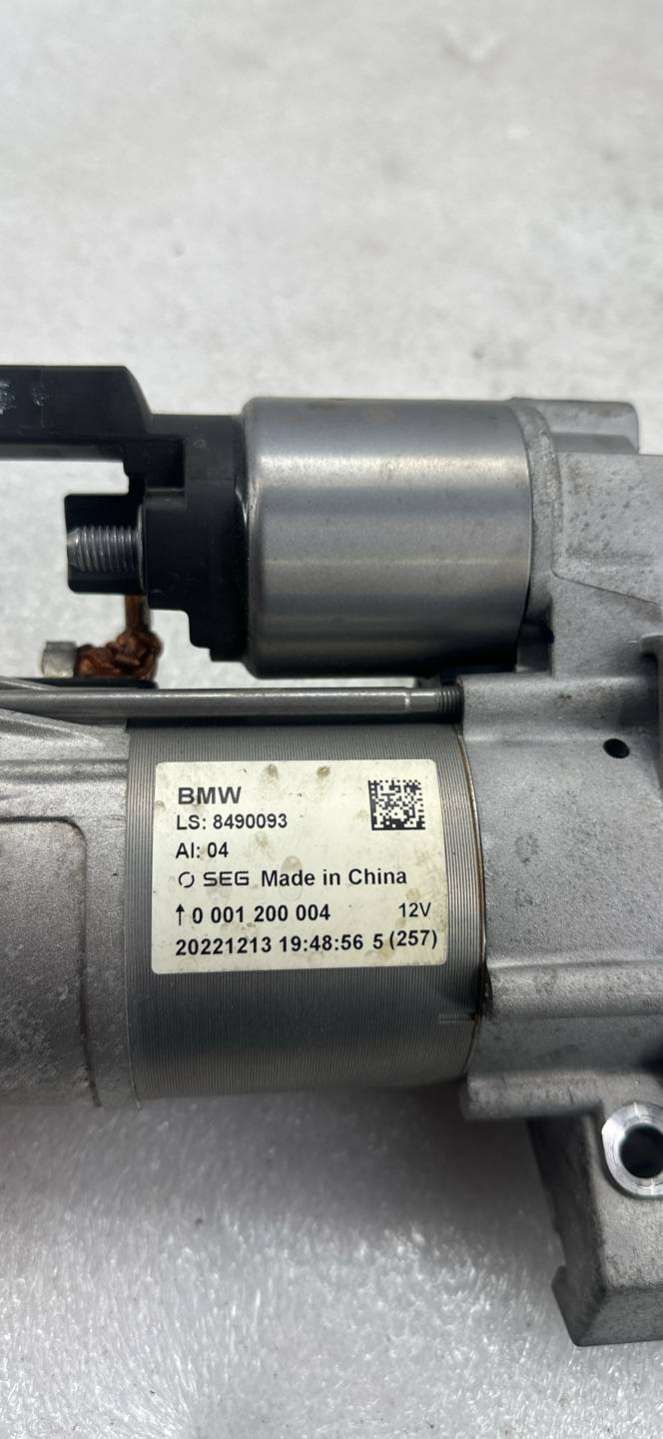 BMW
LS: 8490093
AI: 04
SEG Made in China
↑0 001 200 004 12V
20221213 19:48:56 5 (257)